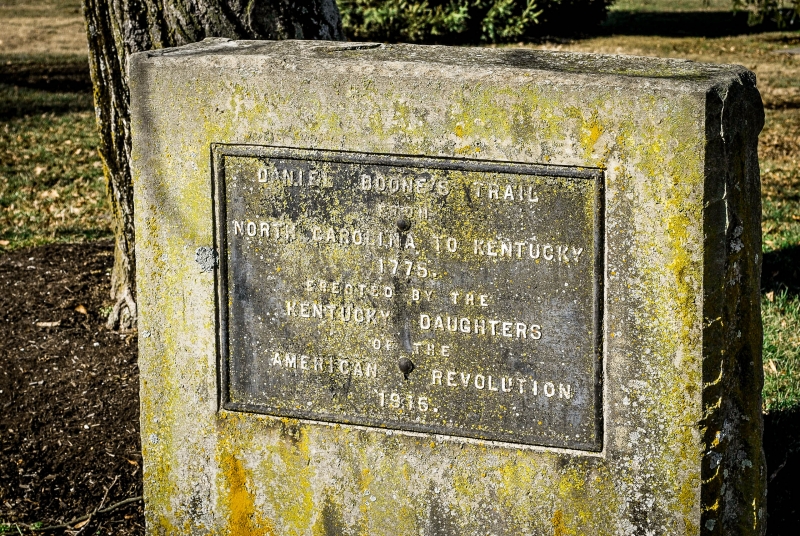 DANIEL BOONE'S TRAIL
FROM
NORTH CAROLINA TO KENTUCKY
1775.
ERECTED BY THE
KENTUCKY DAUGHTERS
OF THE
AMERICAN REVOLUTION
1915.